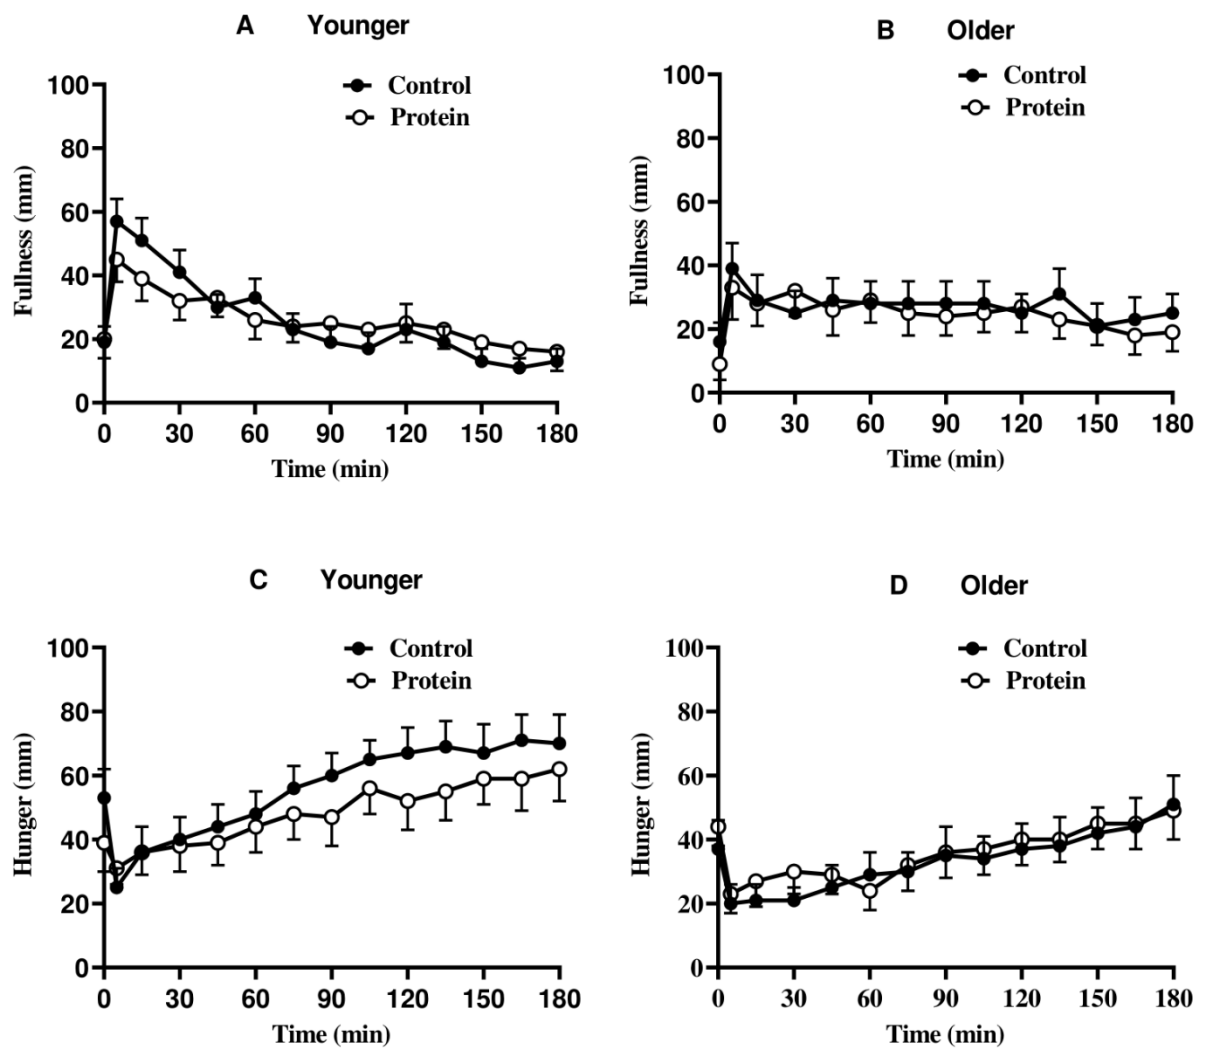 A Younger
Control
Protein
100
80
60
40
20
0
Fullness (mm)
0 30 60 90 120 150 180
Time (min)
B Older
Control
Protein
100
80
60
40
20
0
Fullness (mm)
0 30 60 90 120 150 180
Time (min)
C Younger
Control
Protein
100
80
60
40
20
0
Hunger (mm)
0 30 60 90 120 150 180
Time (min)
D Older
Control
Protein
100
80
60
40
20
0
Hunger (mm)
0 30 60 90 120 150 180
Time (min)